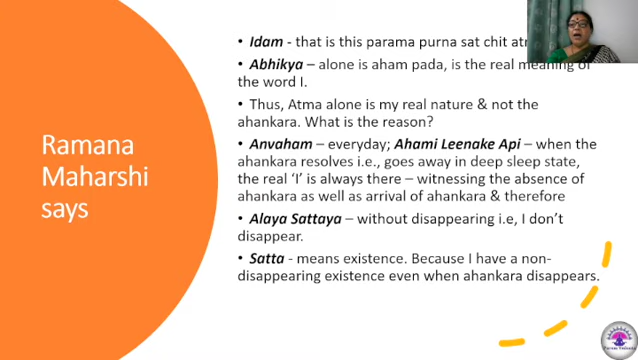 Ramana
Maharshi
says
• Idam - that is this parama purna sat chit
• Abhikya – alone is aham pada, is the real meaning of
the word I.
• Thus, Atma alone is my real nature & not the
ahankara. What is the reason?
• Anvaham – everyday; Ahami Leenake Api – when the
ahankara resolves i.e., goes away in deep sleep state,
the real ‘I’ is always there – witnessing the absence of
ahankara as well as arrival of ahankara & therefore
• Alaya Sattaya – without disappearing i.e, I don’t
disappear.
• Satta - means existence. Because I have a non-
disappearing existence even when ahankara disappears.